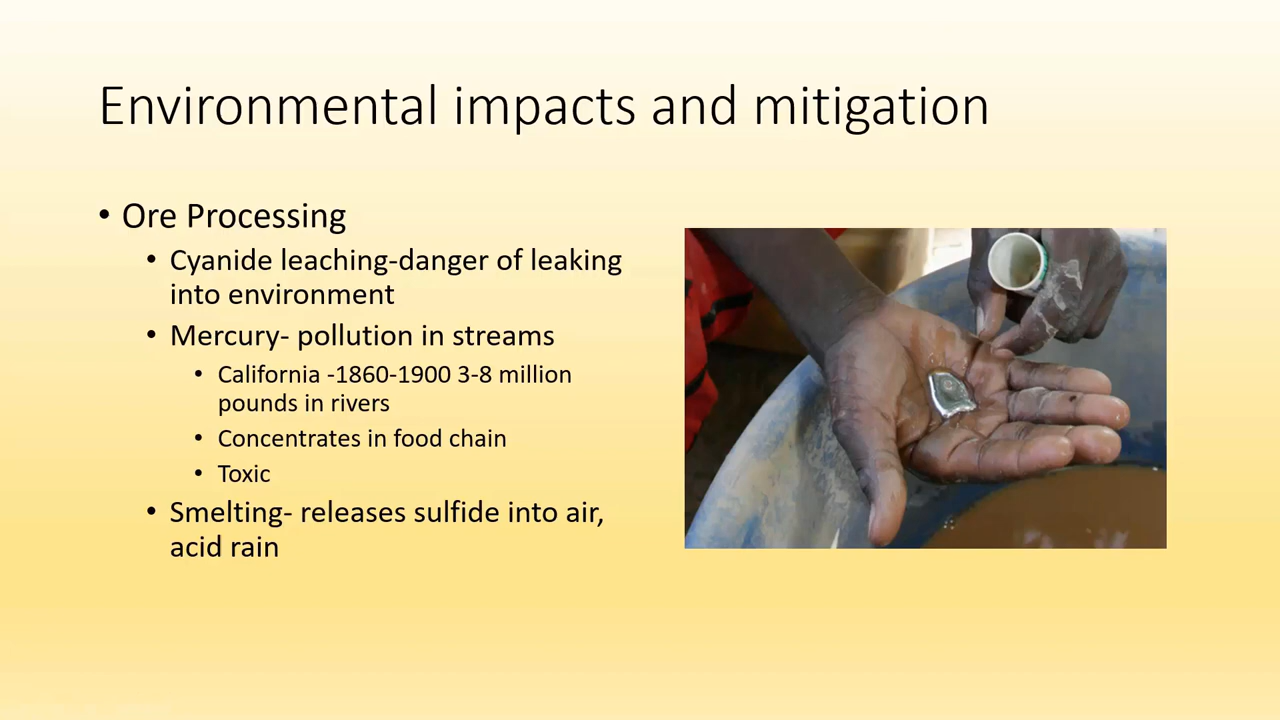 Environmental impacts and mitigation
• Ore Processing
• Cyanide leaching-danger of leaking
into environment
• Mercury- pollution in streams
• California -1860-1900 3-8 million
pounds in rivers
• Concentrates in food chain
• Toxic
• Smelting- releases sulfide into air,
acid rain